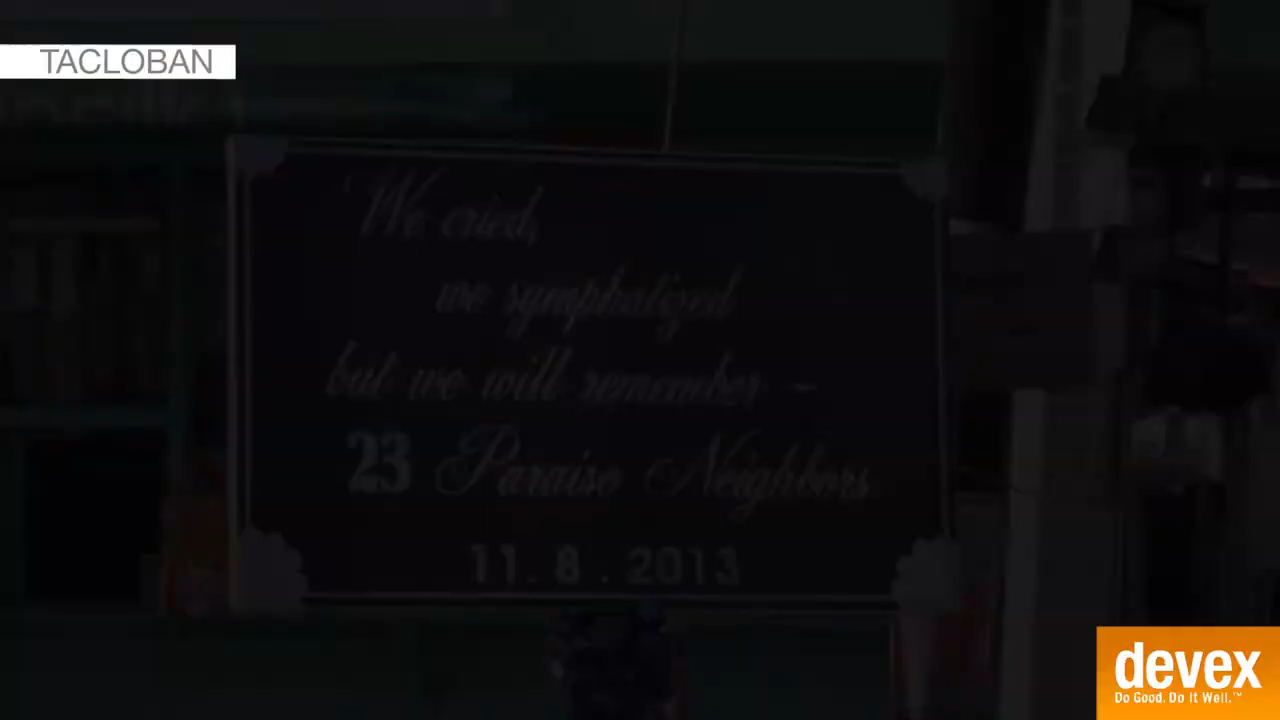 TACLOBAN
We cried,
we symphatized
but we will remember -
23 Paraiso Neighbors
11. 8 . 2013
devex
Do Good. Do It Well.™